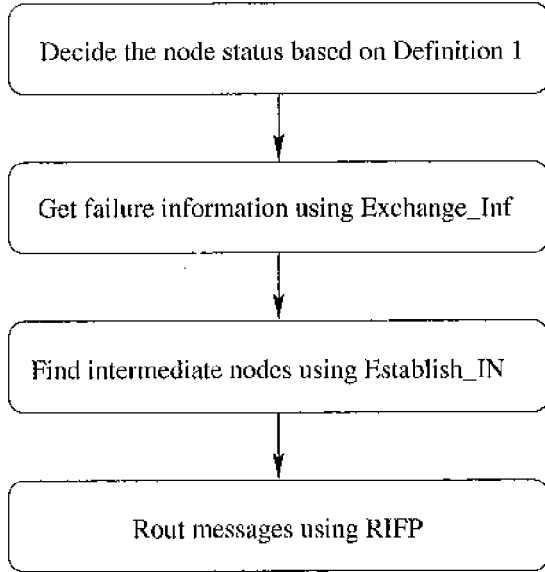 Decide the node status based on Definition 1
Get failure information using Exchange_Inf
Find intermediate nodes using Establish_IN
Rout messages using RIFP